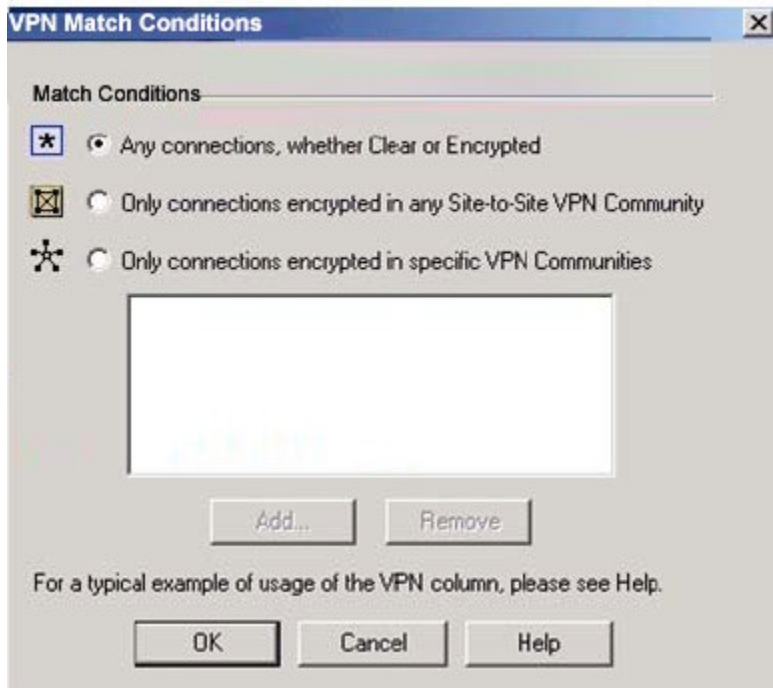 VPN Match Conditions
Match Conditions
Any connections, whether Clear or Encrypted
Only connections encrypted in any Site-to-Site VPN Community
Only connections encrypted in specific VPN Communities
Add... Remove
For a typical example of usage of the VPN column, please see Help.
OK Cancel Help